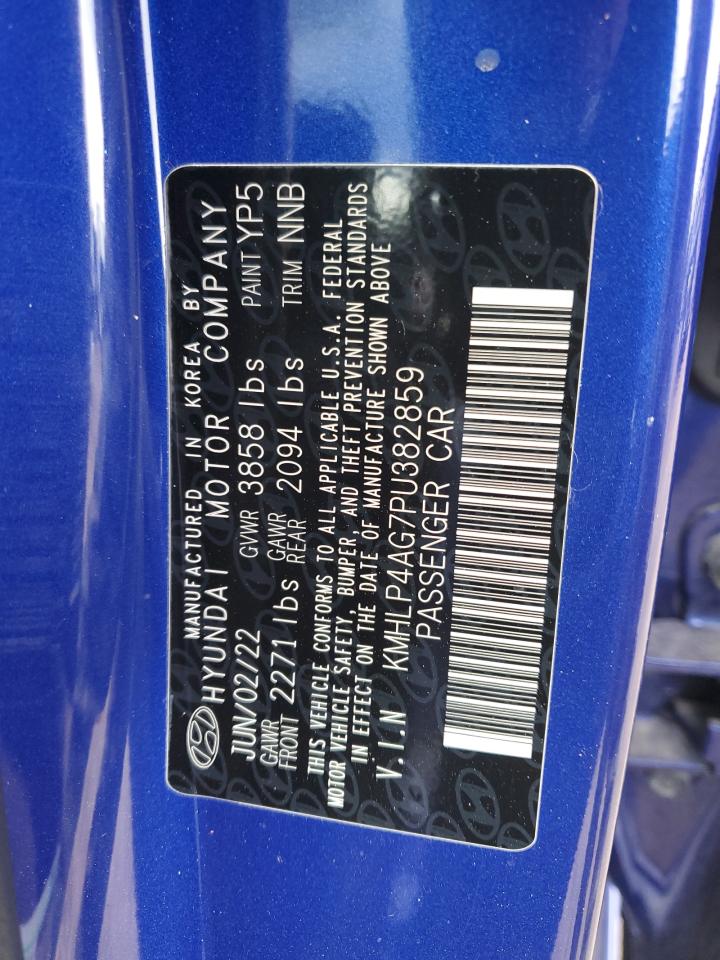 MANUFACTURED IN KOREA BY
HYUNDAI MOTOR COMPANY
JUN/02/22 GVWR 3858 lbs PAINT YP5
GAWR FRONT 2271 lbs GAWR REAR 2094 lbs TRIM NNB
THIS VEHICLE CONFORMS TO ALL APPLICABLE U.S.A. FEDERAL
MOTOR VEHICLE SAFETY, BUMPER, AND THEFT PREVENTION STANDARDS
IN EFFECT ON THE DATE OF MANUFACTURE SHOWN ABOVE
V.I.N KMHLP4AG7PU382859
PASSENGER CAR